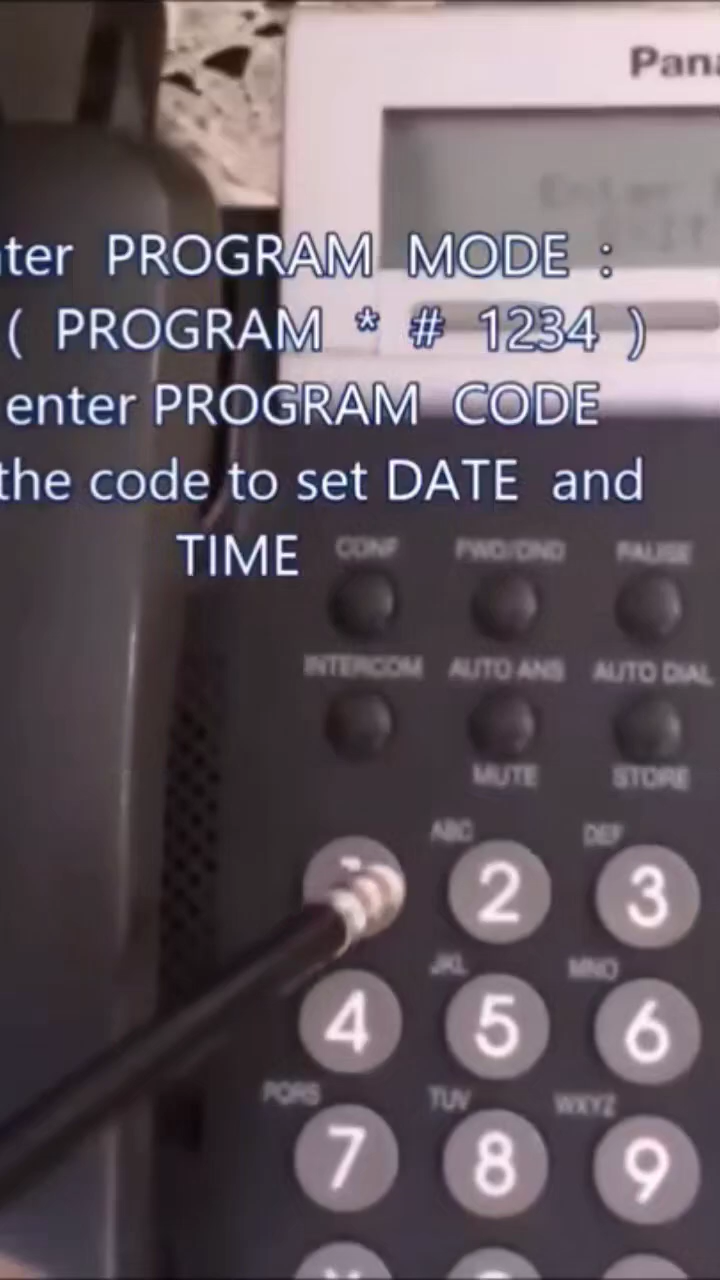 Pana
Enter
nter PROGRAM MODE :
( PROGRAM * # 1234 )
enter PROGRAM CODE
the code to set DATE and
TIME
CONF FWD/DND PAUSE
INTERCOM AUTO ANS AUTO DIAL
MUTE STORE
ABC DEF
2 3
JKL MNO
4 5 6
PQRS TUV WXYZ
7 8 9